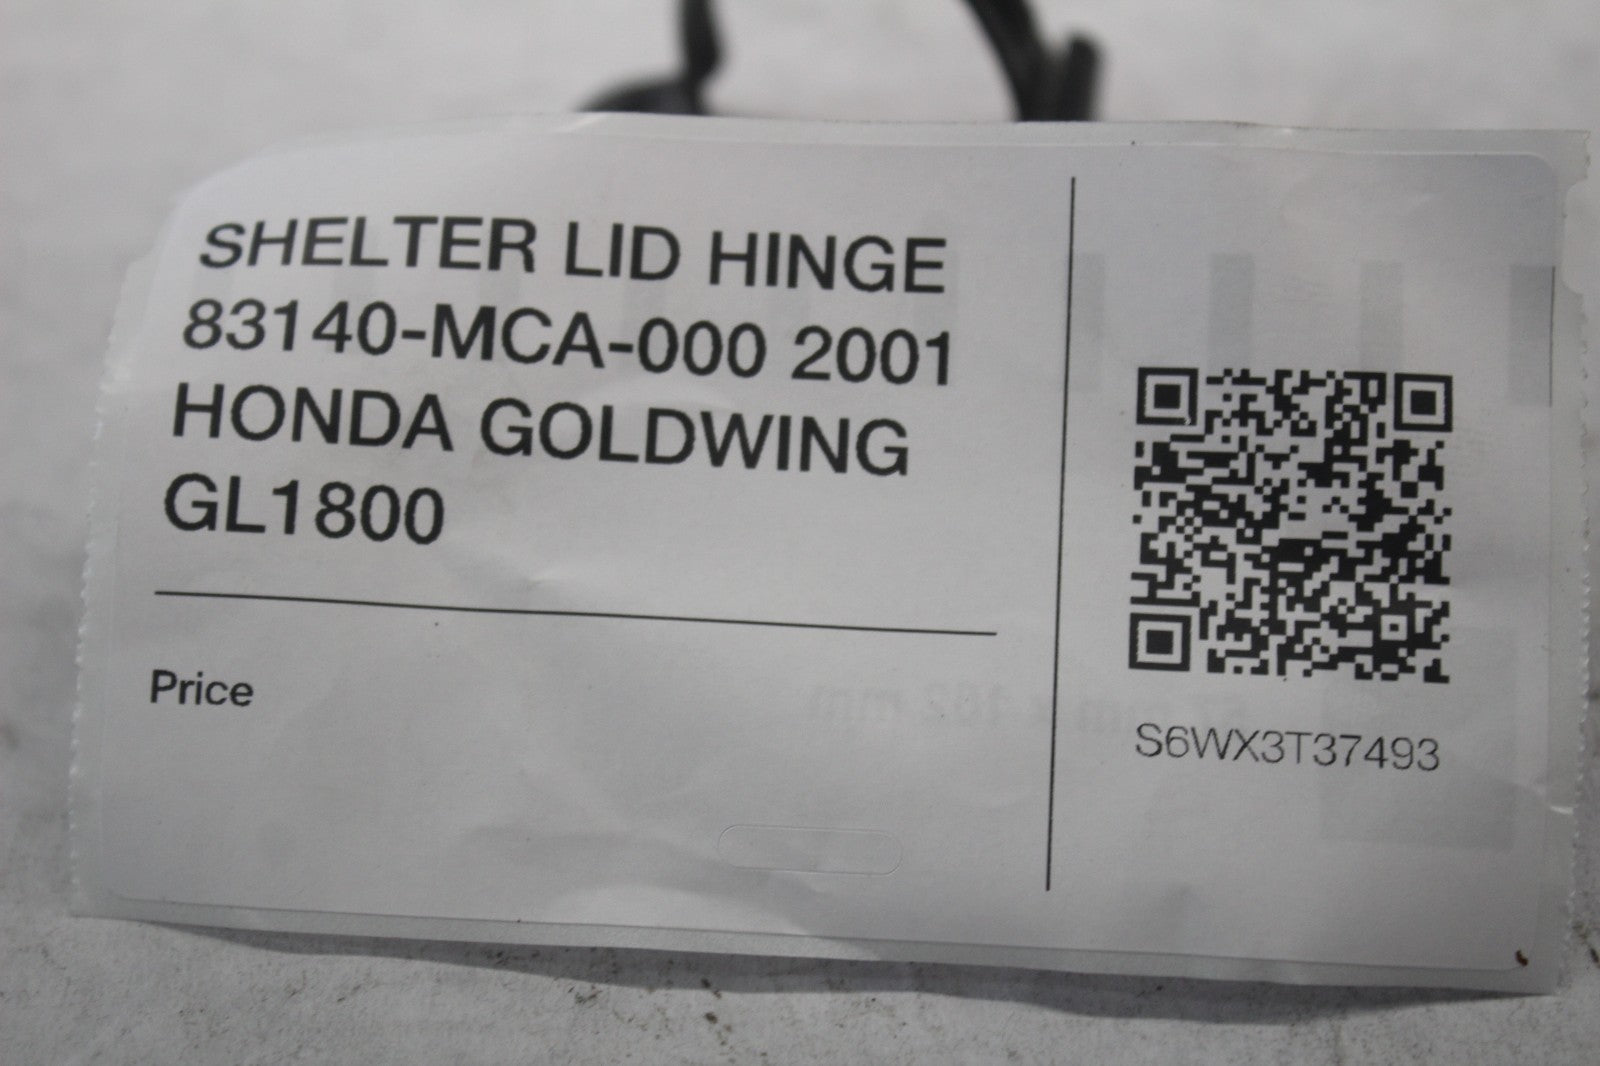 SHELTER LID HINGE
83140-MCA-000 2001
HONDA GOLDWING
GL1800
Price
S6WX3T37493